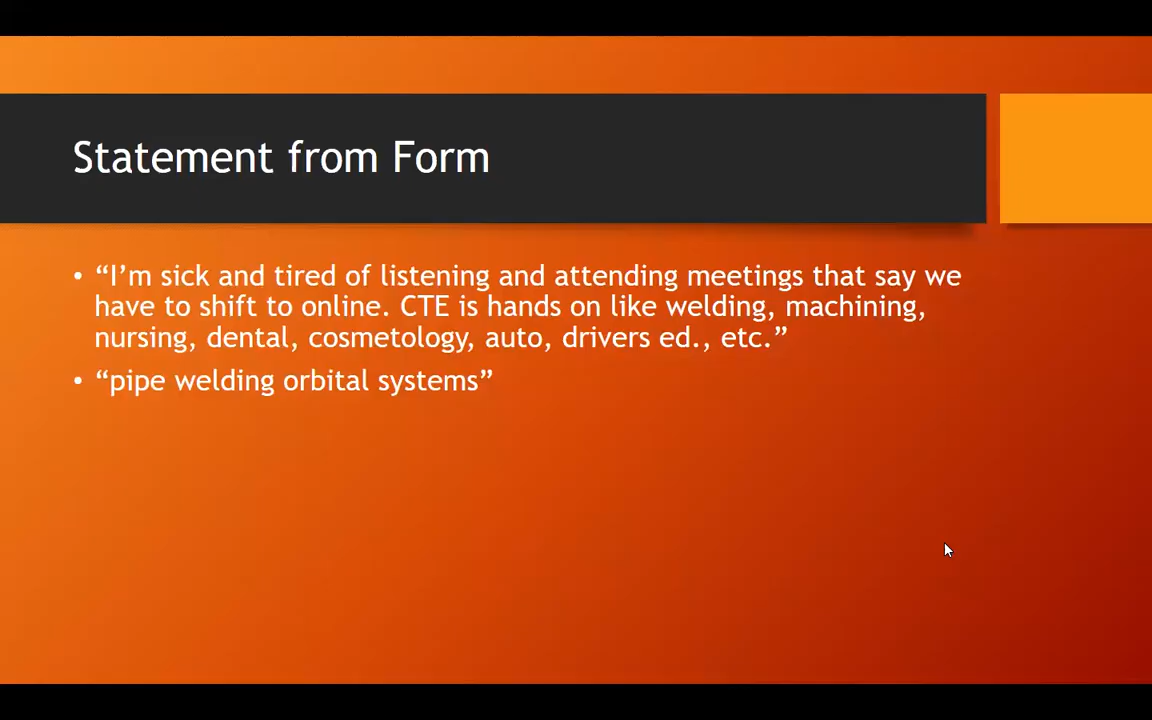 Statement from Form
• “I’m sick and tired of listening and attending meetings that say we
have to shift to online. CTE is hands on like welding, machining,
nursing, dental, cosmetology, auto, drivers ed., etc.”
• “pipe welding orbital systems”